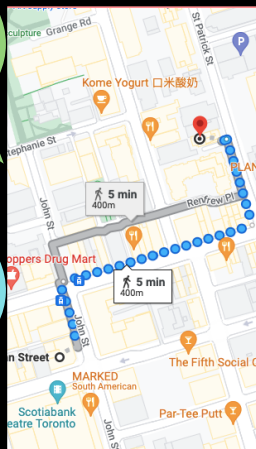 Grange Rd
St Patrick St
P
Kome Yogurt 口米酸奶
John St
PLAN
5 min
400m
Renfrew Pl
oppers Drug Mart
5 min
400m
John St
n Street
MARKED
South American
The Fifth Social C
Scotiabank
eatre Toronto
Par-Tee Putt
John St